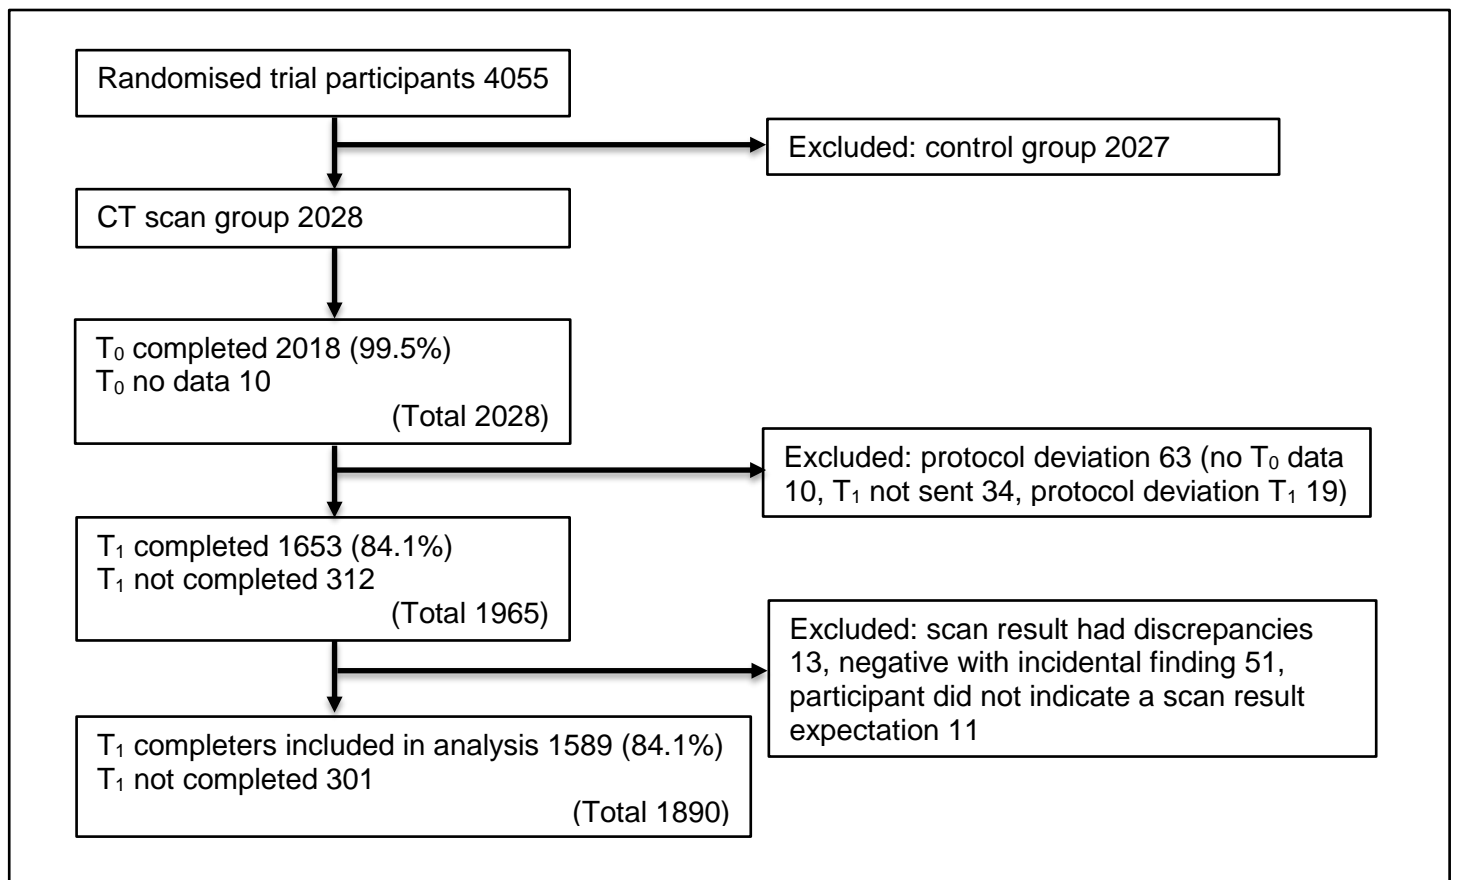 Randomised trial participants 4055
Excluded: control group 2027
CT scan group 2028
T₀ completed 2018 (99.5%)
T₀ no data 10
(Total 2028)
Excluded: protocol deviation 63 (no T₀ data
10, T₁ not sent 34, protocol deviation T₁ 19)
T₁ completed 1653 (84.1%)
T₁ not completed 312
(Total 1965)
Excluded: scan result had discrepancies
13, negative with incidental finding 51,
participant did not indicate a scan result
expectation 11
T₁ completers included in analysis 1589 (84.1%)
T₁ not completed 301
(Total 1890)